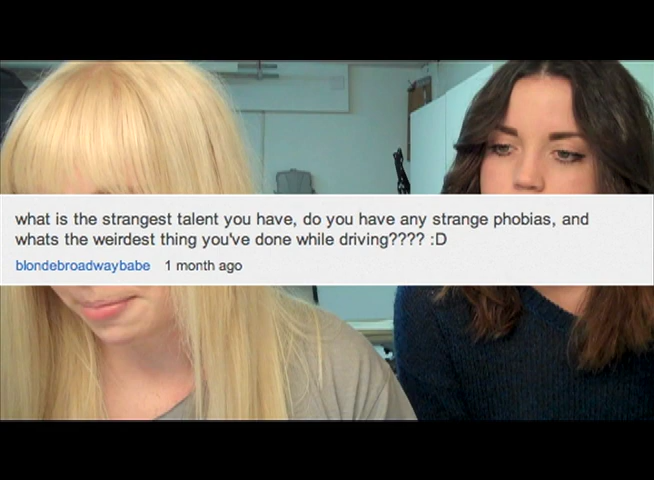 what is the strangest talent you have, do you have any strange phobias, and
whats the weirdest thing you've done while driving???? :D
blondebroadwaybabe 1 month ago